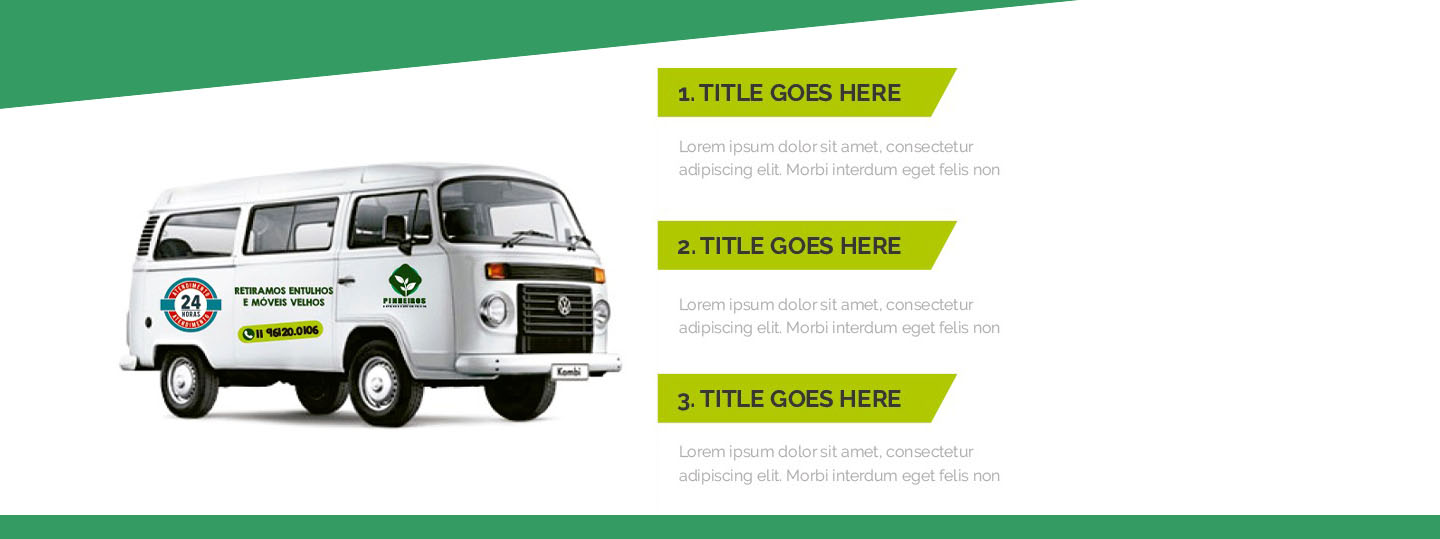 1. TITLE GOES HERE
Lorem ipsum dolor sit amet, consectetur
adipiscing elit. Morbi interdum eget felis non
2. TITLE GOES HERE
Lorem ipsum dolor sit amet, consectetur
adipiscing elit. Morbi interdum eget felis non
3. TITLE GOES HERE
Lorem ipsum dolor sit amet, consectetur
adipiscing elit. Morbi interdum eget felis non
ATENDIMENTO
24
HORAS
ATENDIMENTO
RETIRAMOS ENTULHOS
E MÓVEIS VELHOS
11 96120.0106
PINHEIROS
Kombi